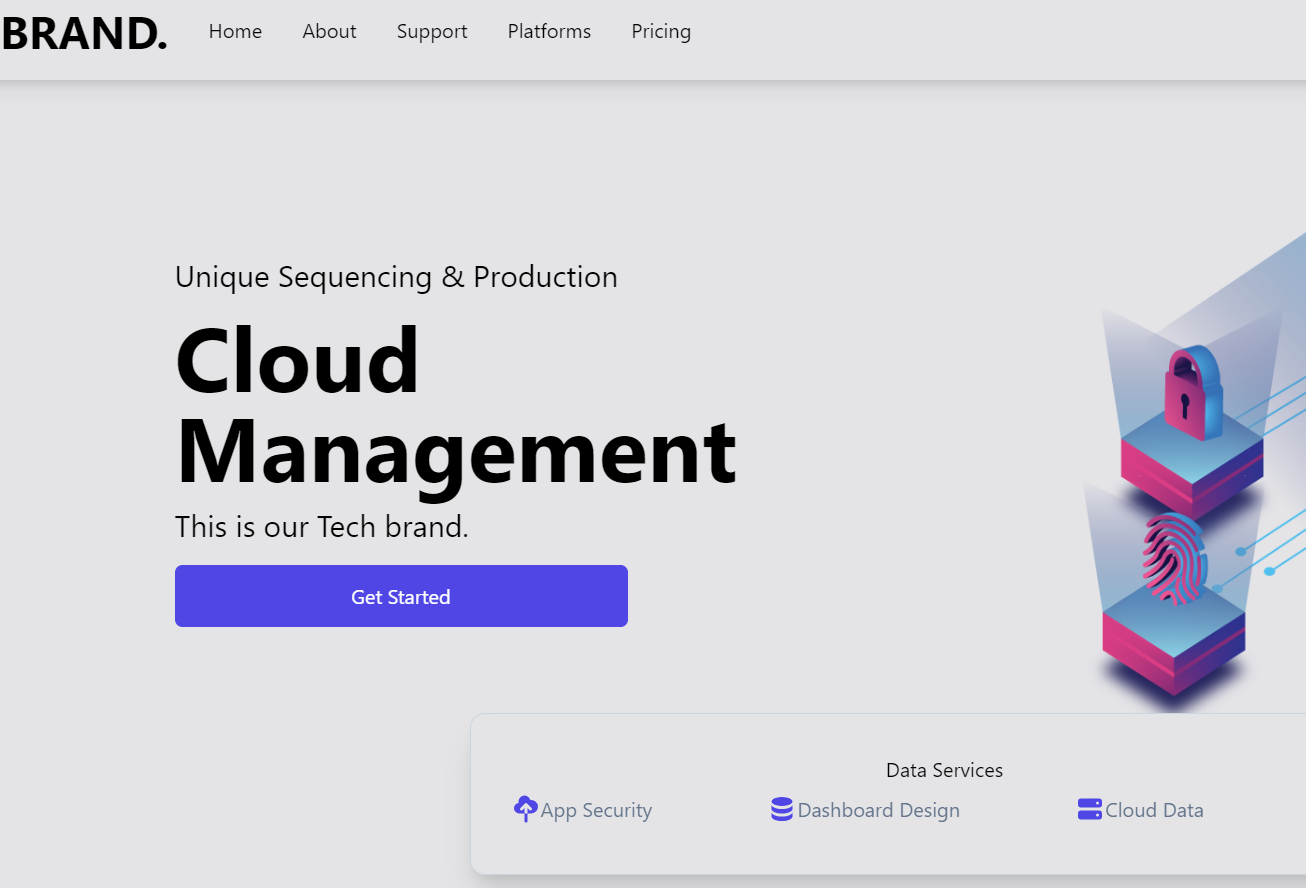 BRAND. Home About Support Platforms Pricing
Unique Sequencing & Production
Cloud
Management
This is our Tech brand.
Get Started
Data Services
App Security Dashboard Design Cloud Data